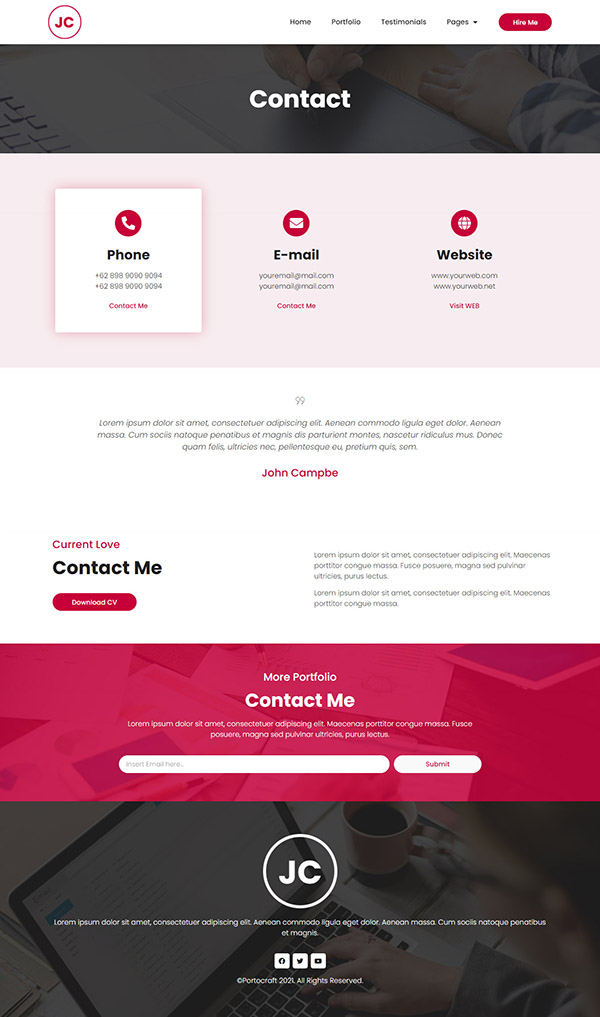 JC
Home Portfolio Testimonials Pages Hire Me
Contact
Phone
+62 898 9090 9094
+62 898 9090 9094
Contact Me
E-mail
youremail@mail.com
youremail@mail.com
Contact Me
Website
www.yourweb.com
www.yourweb.net
Visit WEB
Lorem ipsum dolor sit amet, consectetuer adipiscing elit. Aenean commodo ligula eget dolor. Aenean
massa. Cum sociis natoque penatibus et magnis dis parturient montes, nascetur ridiculus mus. Donec
quam felis, ultricies nec, pellentesque eu, pretium quis, sem.
John Campbe
Current Love
Contact Me
Download CV
Lorem ipsum dolor sit amet, consectetuer adipiscing elit. Maecenas
porttitor congue massa. Fusce posuere, magna sed pulvinar
ultricies, purus lectus.
Lorem ipsum dolor sit amet, consectetuer adipiscing elit. Maecenas
porttitor congue massa.
More Portfolio
Contact Me
Lorem ipsum dolor sit amet, consectetuer adipiscing elit. Maecenas porttitor congue massa. Fusce
posuere, magna sed pulvinar ultricies, purus lectus.
Insert Email here...
Submit
JC
Lorem ipsum dolor sit amet, consectetuer adipiscing elit. Aenean commodo ligula eget dolor. Aenean massa. Cum sociis natoque penatibus
et magnis.
©Portocraft 2021. All Rights Reserved.